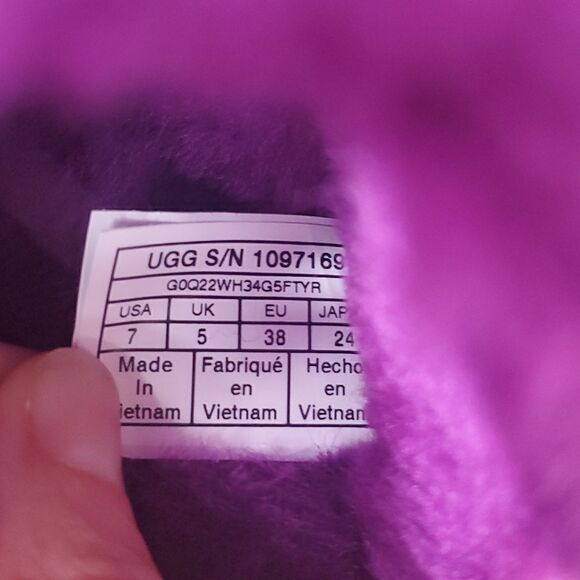 UGG S/N 1097169
G0Q22WH34G5FTYR
USA UK EU JAP
7 5 38 24
Made Fabriqué Hecho
In en en
ietnam Vietnam Vietnam